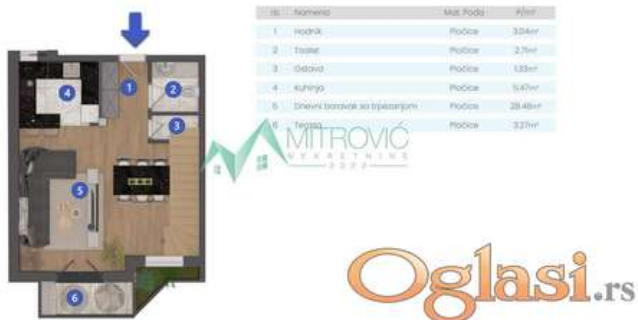 Namena Mat. Poda P/m²
1 Hodnik Pločice 3.04m²
2 Toalet Pločice 2.71m²
3 Ostava Pločice 1.33m²
4 Kuhinja Pločice 5.47m²
5 Dnevni boravak sa trpezarijom Pločice 28.48m²
6 Terasa Pločice 3.27m²
1
4
2
3
5
6
MITROVIĆ
NEKRETNINE
2022
Oglasi.rs